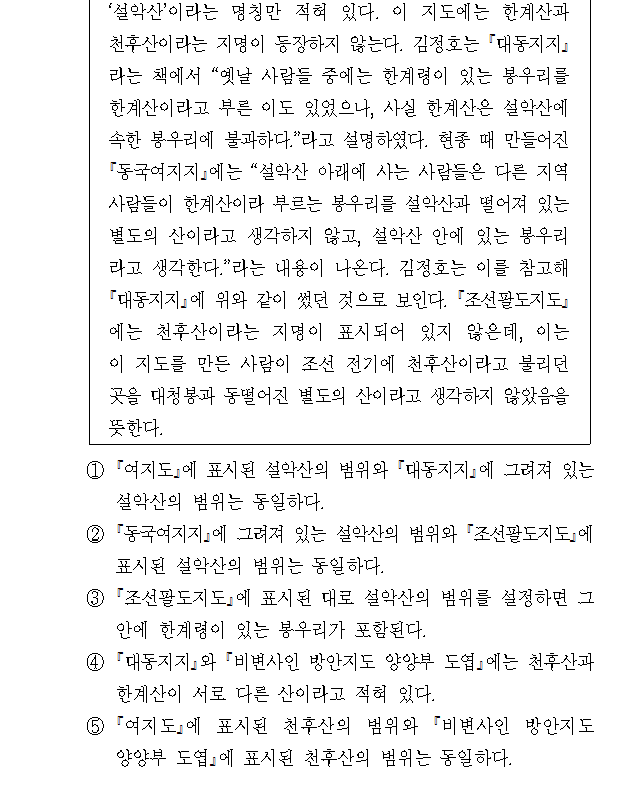 ‘설악산’이라는 명칭만 적혀 있다. 이 지도에는 한계산과
천후산이라는 지명이 등장하지 않는다. 김정호는 『대동지지』
라는 책에서 “옛날 사람들 중에는 한계령이 있는 봉우리를
한계산이라고 부른 이도 있었으나, 사실 한계산은 설악산에
속한 봉우리에 불과하다.”라고 설명하였다. 현종 때 만들어진
『동국여지지』에는 “설악산 아래에 사는 사람들은 다른 지역
사람들이 한계산이라 부르는 봉우리를 설악산과 떨어져 있는
별도의 산이라고 생각하지 않고, 설악산 안에 있는 봉우리
라고 생각한다.”라는 내용이 나온다. 김정호는 이를 참고해
『대동지지』에 위와 같이 썼던 것으로 보인다. 『조선팔도지도』
에는 천후산이라는 지명이 표시되어 있지 않은데, 이는
이 지도를 만든 사람이 조선 전기에 천후산이라고 불리던
곳을 대청봉과 동떨어진 별도의 산이라고 생각하지 않았음을
뜻한다.
① 『여지도』에 표시된 설악산의 범위와 『대동지지』에 그려져 있는
설악산의 범위는 동일하다.
② 『동국여지지』에 그려져 있는 설악산의 범위와 『조선팔도지도』에
표시된 설악산의 범위는 동일하다.
③ 『조선팔도지도』에 표시된 대로 설악산의 범위를 설정하면 그
안에 한계령이 있는 봉우리가 포함된다.
④ 『대동지지』와 『비변사인 방안지도 양양부 도엽』에는 천후산과
한계산이 서로 다른 산이라고 적혀 있다.
⑤ 『여지도』에 표시된 천후산의 범위와 『비변사인 방안지도
양양부 도엽』에 표시된 천후산의 범위는 동일하다.